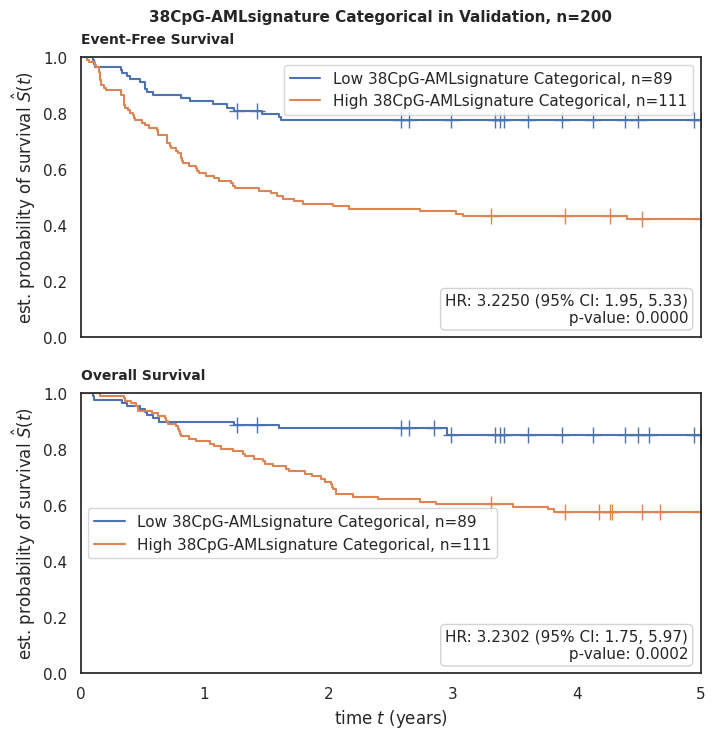 38CpG-AMLsignature Categorical in Validation, n=200
Event-Free Survival
1.0
0.8
0.6
0.4
0.2
0.0
est. probability of survival Ŝ(t)
Low 38CpG-AMLsignature Categorical, n=89
High 38CpG-AMLsignature Categorical, n=111
HR: 3.2250 (95% CI: 1.95, 5.33)
p-value: 0.0000
Overall Survival
1.0
0.8
0.6
0.4
0.2
0.0
est. probability of survival Ŝ(t)
Low 38CpG-AMLsignature Categorical, n=89
High 38CpG-AMLsignature Categorical, n=111
HR: 3.2302 (95% CI: 1.75, 5.97)
p-value: 0.0002
0 1 2 3 4 5
time t (years)